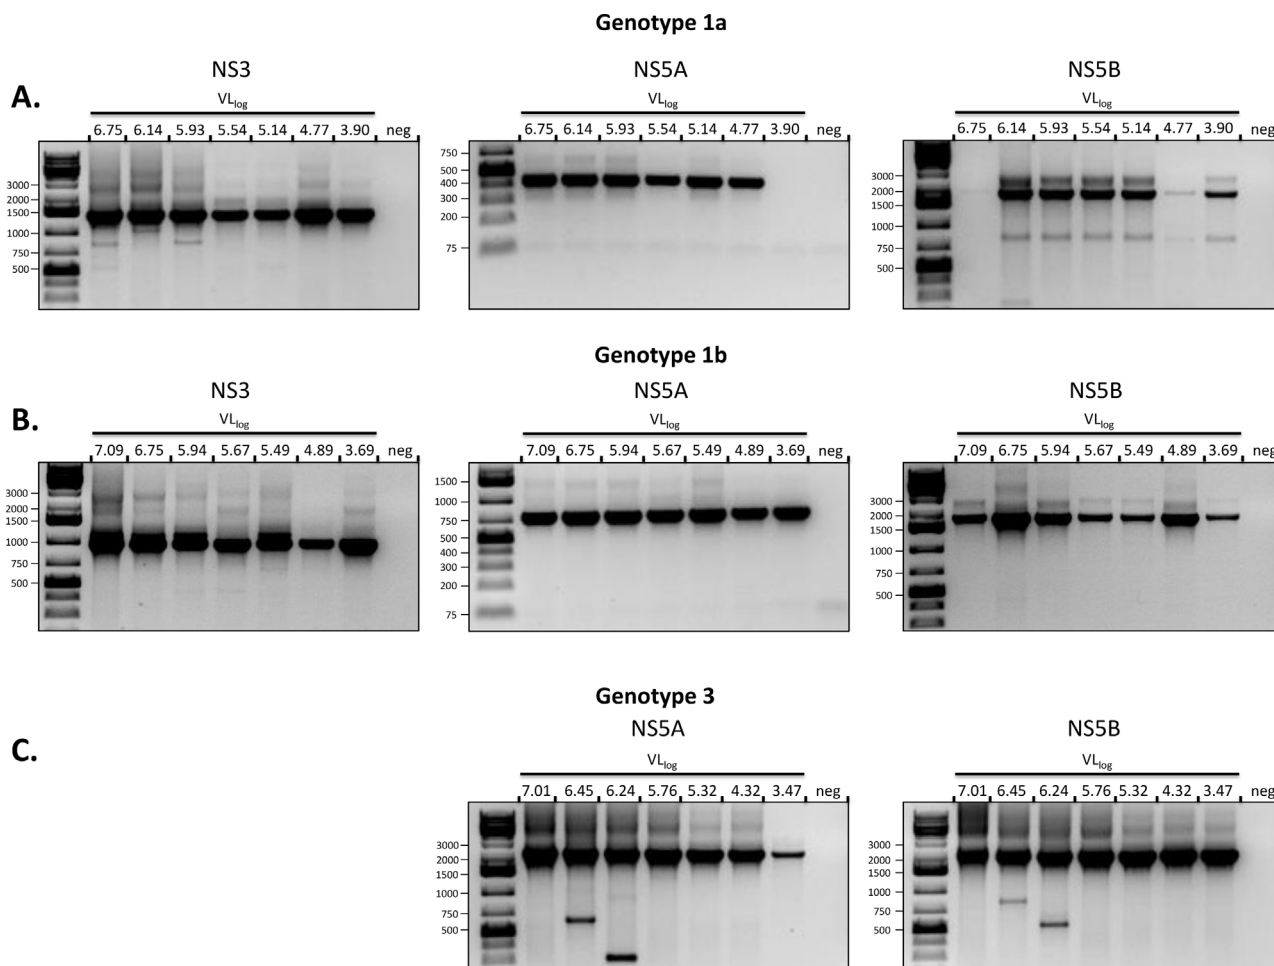 Genotype 1a
A.
NS3
VLlog
6.75 6.14 5.93 5.54 5.14 4.77 3.90 neg
3000
2000
1500
1000
750
500
NS5A
VLlog
6.75 6.14 5.93 5.54 5.14 4.77 3.90 neg
750
500
400
300
200
75
NS5B
VLlog
6.75 6.14 5.93 5.54 5.14 4.77 3.90 neg
3000
2000
1500
1000
750
500
Genotype 1b
B.
NS3
VLlog
7.09 6.75 5.94 5.67 5.49 4.89 3.69 neg
3000
2000
1500
1000
750
500
NS5A
VLlog
7.09 6.75 5.94 5.67 5.49 4.89 3.69 neg
1500
1000
750
500
400
300
200
75
NS5B
VLlog
7.09 6.75 5.94 5.67 5.49 4.89 3.69 neg
3000
2000
1500
1000
750
500
Genotype 3
C.
NS5A
VLlog
7.01 6.45 6.24 5.76 5.32 4.32 3.47 neg
3000
2000
1500
1000
750
500
NS5B
VLlog
7.01 6.45 6.24 5.76 5.32 4.32 3.47 neg
3000
2000
1500
1000
750
500